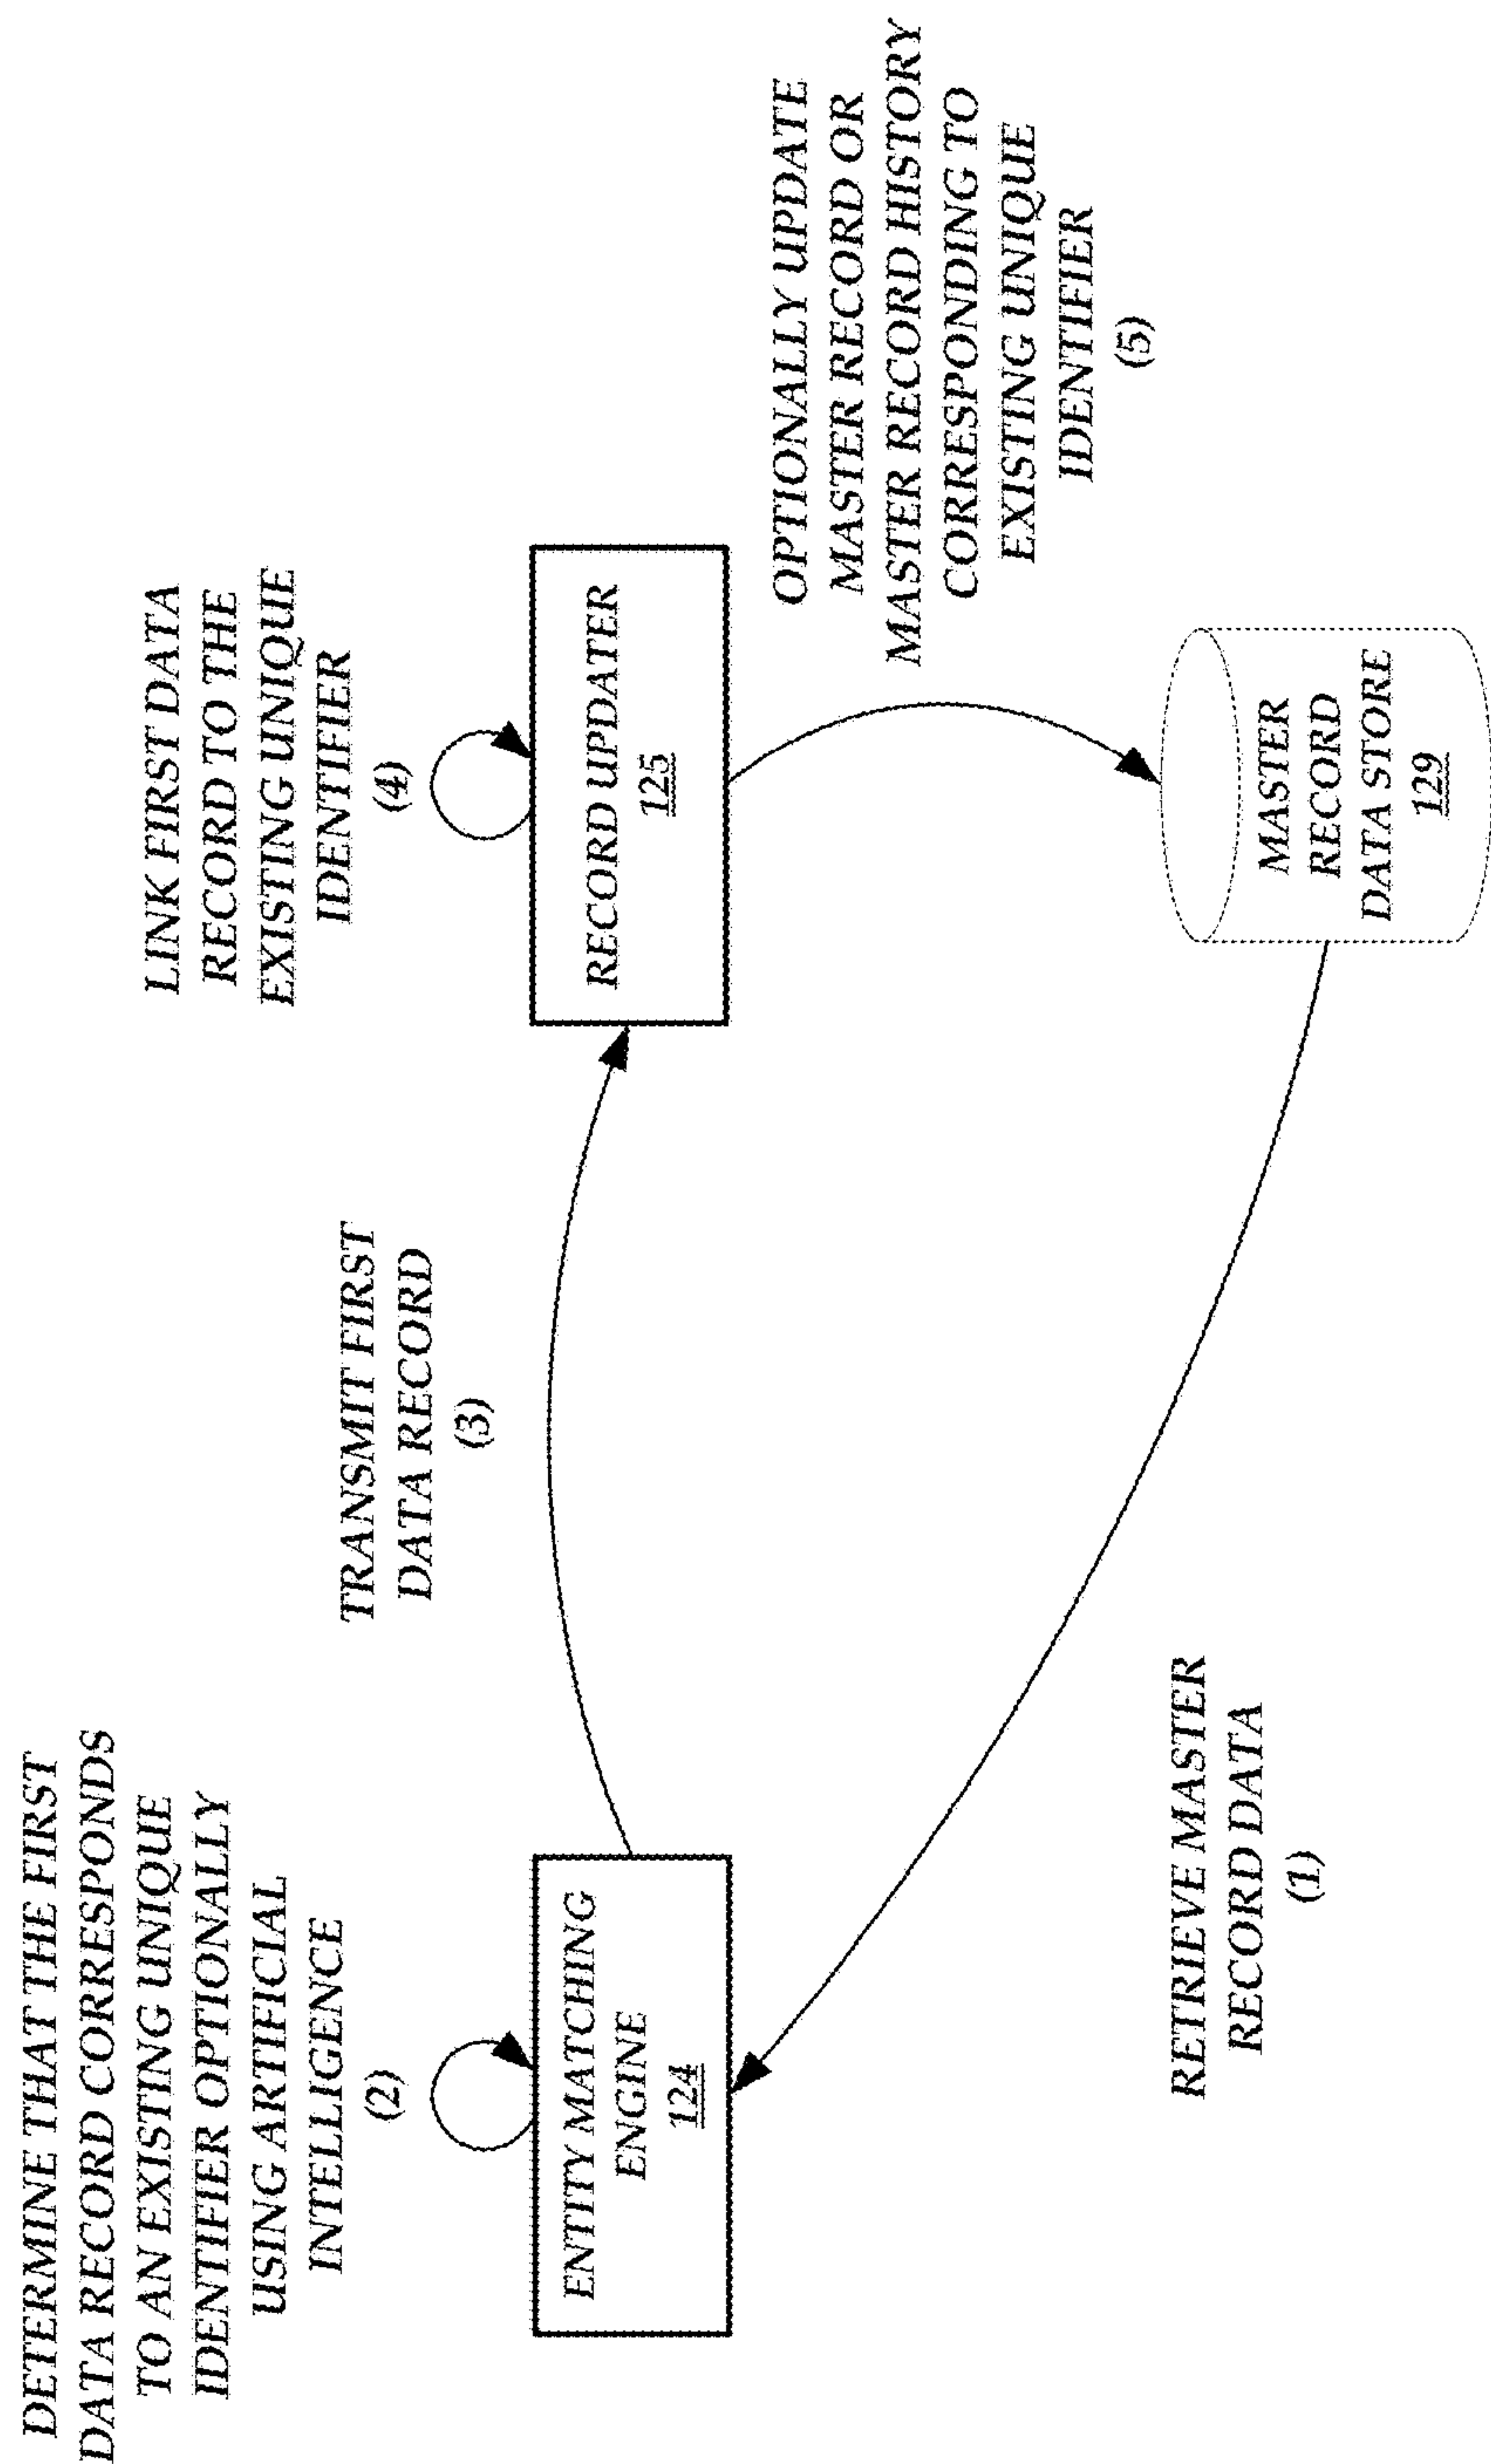 DETERMINE THAT THE FIRST
DATA RECORD CORRESPONDS
TO AN EXISTING UNIQUE
IDENTIFIER OPTIONALLY
USING ARTIFICIAL
INTELLIGENCE
(2)
ENTITY MATCHING
ENGINE
124
TRANSMIT FIRST
DATA RECORD
(3)
LINK FIRST DATA
RECORD TO THE
EXISTING UNIQUE
IDENTIFIER
(4)
RECORD UPDATER
125
OPTIONALLY UPDATE
MASTER RECORD OR
MASTER RECORD HISTORY
CORRESPONDING TO
EXISTING UNIQUE
IDENTIFIER
(5)
RETRIEVE MASTER
RECORD DATA
(1)
MASTER
RECORD
DATA STORE
129